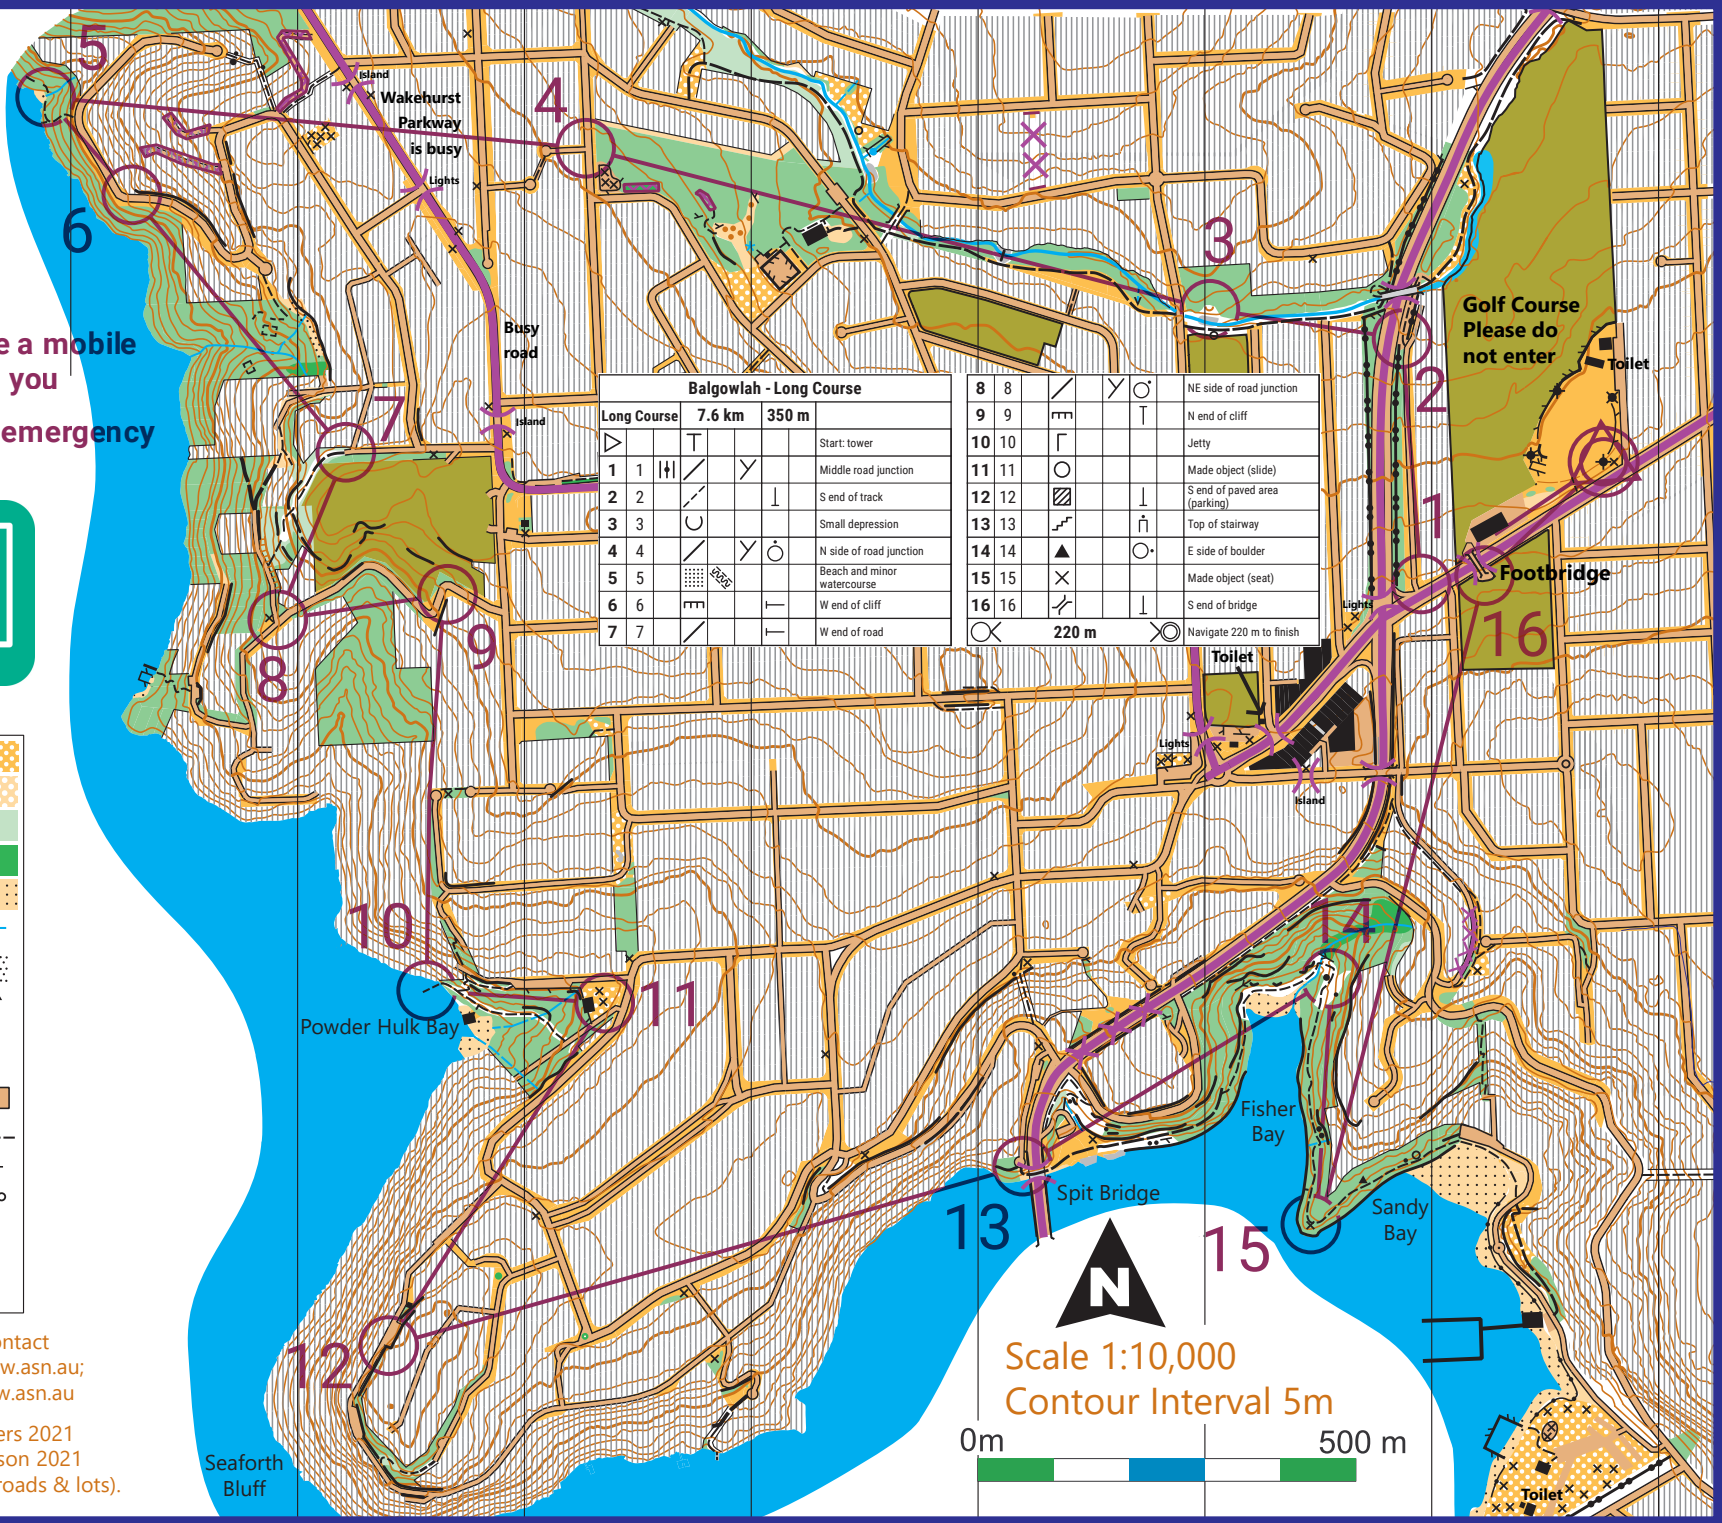 5
Island
Wakehurst
Parkway
is busy
4
Lights
6
3
Golf Course
Please do
not enter
Busy
road
Toilet
e a mobile
you
emergency
7
Island
2
Balgowlah - Long Course
Long Course 7.6 km 350 m
Start: tower
1 1 Middle road junction
2 2 S end of track
3 3 Small depression
4 4 N side of road junction
5 5 Beach and minor
watercourse
6 6 W end of cliff
7 7 W end of road
8 8 NE side of road junction
9 9 N end of cliff
10 10 Jetty
11 11 Made object (slide)
12 12 S end of paved area
(parking)
13 13 Top of stairway
14 14 E side of boulder
15 15 Made object (seat)
16 16 S end of bridge
220 m Navigate 220 m to finish
1
Footbridge
Lights
16
8
9
Toilet
Lights
Island
10
14
11
Powder Hulk Bay
Fisher
Bay
13
Spit Bridge
15
Sandy
Bay
N
12
Scale 1:10,000
Contour Interval 5m
0m 500 m
ontact
w.asn.au;
w.asn.au
ers 2021
son 2021
roads & lots).
Seaforth
Bluff
Toilet